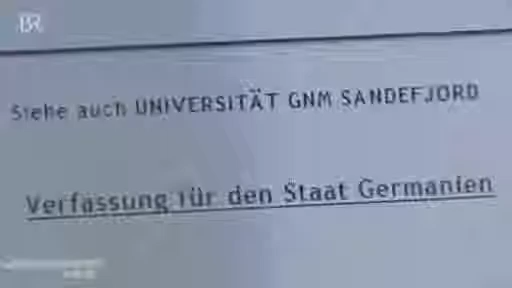 BR
Siehe auch UNIVERSITÄT GNM SANDEFJORD
Verfassung für den Staat Germanien